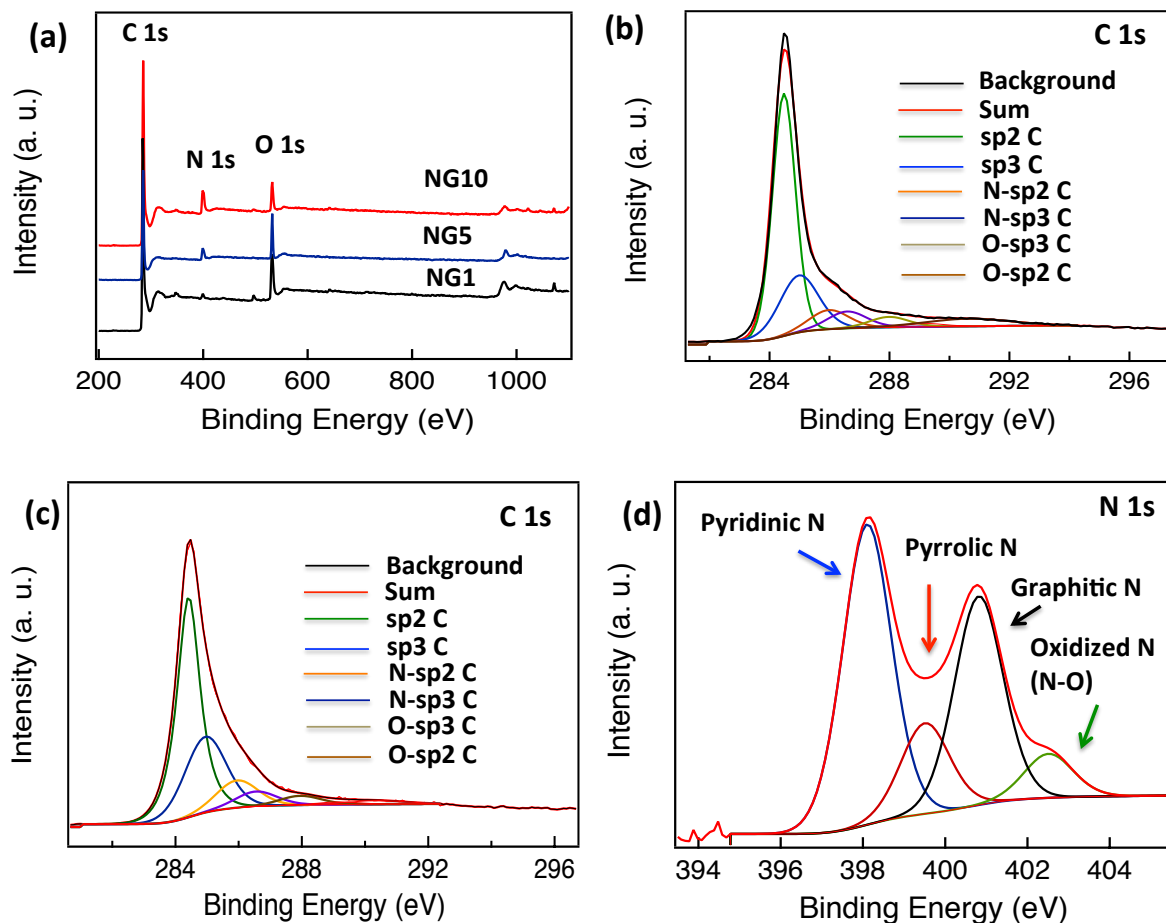 (a)
C 1s
N 1s
O 1s
NG10
NG5
NG1
Intensity (a. u.)
200 400 600 800 1000
Binding Energy (eV)
(b)
C 1s
Background
Sum
sp2 C
sp3 C
N-sp2 C
N-sp3 C
O-sp3 C
O-sp2 C
Intensity (a. u.)
284 288 292 296
Binding Energy (eV)
(c)
C 1s
Background
Sum
sp2 C
sp3 C
N-sp2 C
N-sp3 C
O-sp3 C
O-sp2 C
Intensity (a. u.)
284 288 292 296
Binding Energy (eV)
(d)
N 1s
Pyridinic N
Pyrrolic N
Graphitic N
Oxidized N
(N-O)
Intensity (a. u.)
394 396 398 400 402 404
Binding Energy (eV)